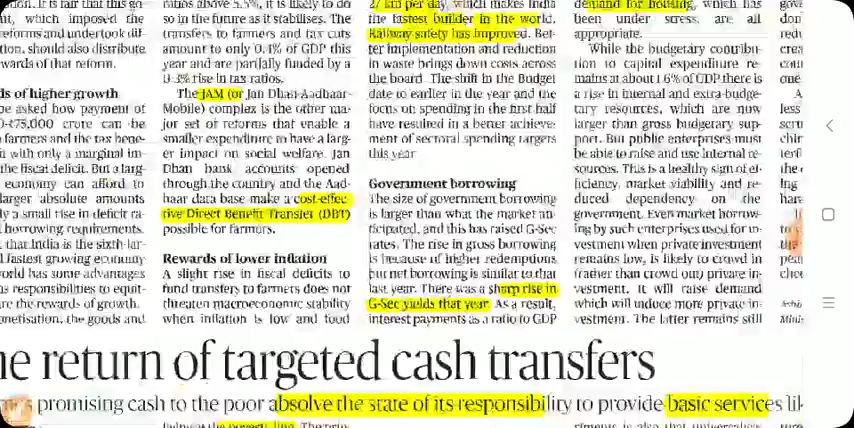 it, which imposed the
reforms and undertook dif-
tion, should also distribute
wards of that reform.
ds of higher growth
be asked how payment of
0-₹75,000 crore can be
farmers and the tax bene-
with only a marginal im-
the fiscal deficit. But a larg-
economy can afford to
larger absolute amounts
ly a small rise in deficit ra-
borrowing requirements.
that India is the sixth-lar-
fastest growing economy
world has some advantages
as responsibilities to equit-
re the rewards of growth.
onetisation, the goods and
ratios above 5.5%, it is likely to do
so in the future as it stabilises. The
transfers to farmers and tax cuts
amount to only 0.4% of GDP this
year and are partially funded by a
0.3% rise in tax ratios.
The JAM (or Jan Dhan-Aadhaar-
Mobile) complex is the other ma-
jor set of reforms that enable a
smaller expenditure to have a larg-
er impact on social welfare. Jan
Dhan bank accounts opened
through the country and the Aad-
haar data base make a cost-effec-
tive Direct Benefit Transfer (DBT)
possible for farmers.
Rewards of lower inflation
A slight rise in fiscal deficits to
fund transfers to farmers does not
threaten macroeconomic stability
when inflation is low and food
27 km per day, which makes India
the fastest builder in the world.
Railway safety has improved. Bet-
ter implementation and reduction
in waste brings down costs across
the board. The shift in the Budget
date to earlier in the year and the
focus on spending in the first half
have resulted in a better achieve-
ment of sectoral spending targets
this year.
Government borrowing
The size of government borrowing
is larger than what the market an-
ticipated, and this has raised G-Sec
rates. The rise in gross borrowing
is because of higher redemptions
but net borrowing is similar to that
last year. There was a sharp rise in
G-Sec yields that year. As a result,
interest payments as a ratio to GDP
demand for housing, which has
been under stress, are all
appropriate.
While the budgetary contribu-
tion to capital expenditure re-
mains at about 1.6% of GDP there is
a rise in internal and extra-budge-
tary resources, which are now
larger than gross budgetary sup-
port. But public enterprises must
be able to raise and use internal re-
sources. This is a healthy sign of ef-
ficiency, market viability and re-
duced dependency on the
government. Even market borrow-
ing by such enterprises used for in-
vestment when private investment
remains low, is likely to crowd in
(rather than crowd out) private in-
vestment. It will raise demand
which will induce more private in-
vestment. The latter remains still
he return of targeted cash transfers
promising cash to the poor absolve the state of its responsibility to provide basic services lik